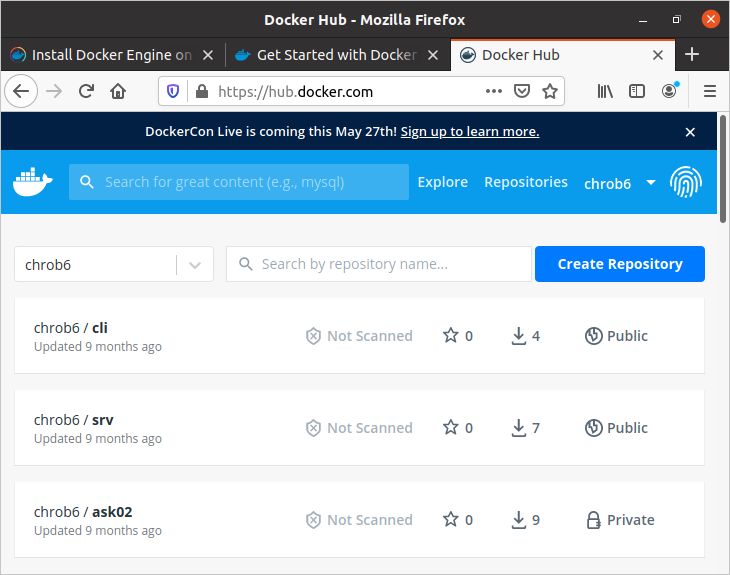 Docker Hub - Mozilla Firefox
Install Docker Engine on
Get Started with Docker
Docker Hub
https://hub.docker.com
DockerCon Live is coming this May 27th! Sign up to learn more.
Search for great content (e.g., mysql)
Explore
Repositories
chrob6
chrob6
Search by repository name...
Create Repository
chrob6 / cli
Updated 9 months ago
Not Scanned
0
4
Public
chrob6 / srv
Updated 9 months ago
Not Scanned
0
7
Public
chrob6 / ask02
Updated 9 months ago
Not Scanned
0
9
Private